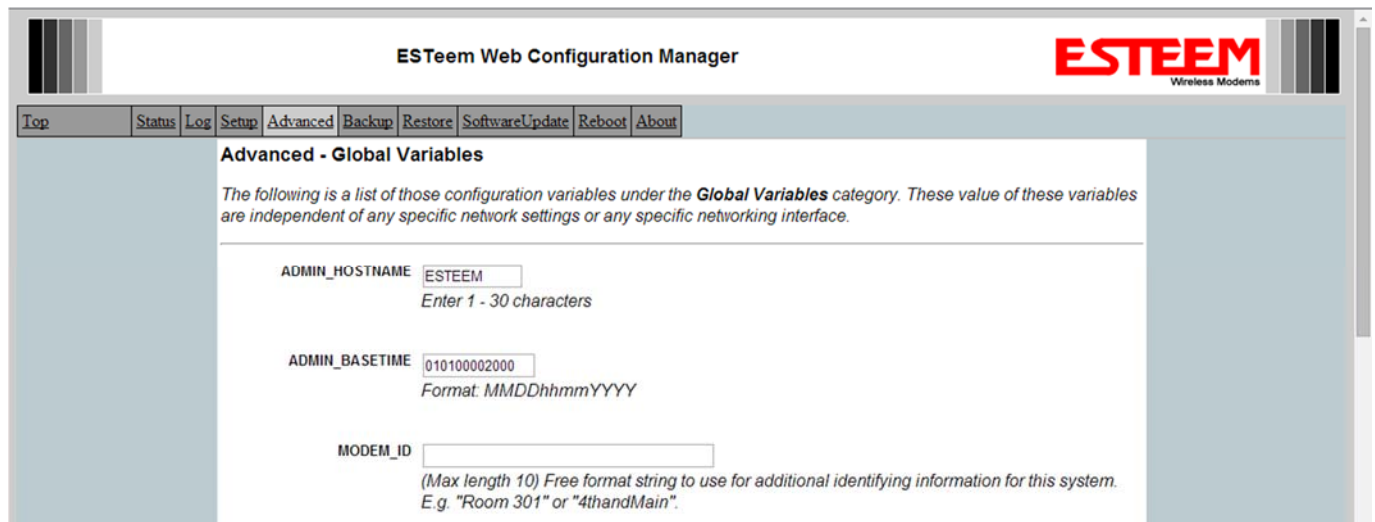 ESTeem Web Configuration Manager
ESTEEM
Wireless Modems
Top Status Log Setup Advanced Backup Restore SoftwareUpdate Reboot About
Advanced - Global Variables
The following is a list of those configuration variables under the Global Variables category. These value of these variables
are independent of any specific network settings or any specific networking interface.
ADMIN_HOSTNAME ESTEEM
Enter 1 - 30 characters
ADMIN_BASETIME 010100002000
Format: MMDDhhmmYYYY
MODEM_ID
(Max length 10) Free format string to use for additional identifying information for this system.
E.g. "Room 301" or "4thandMain".